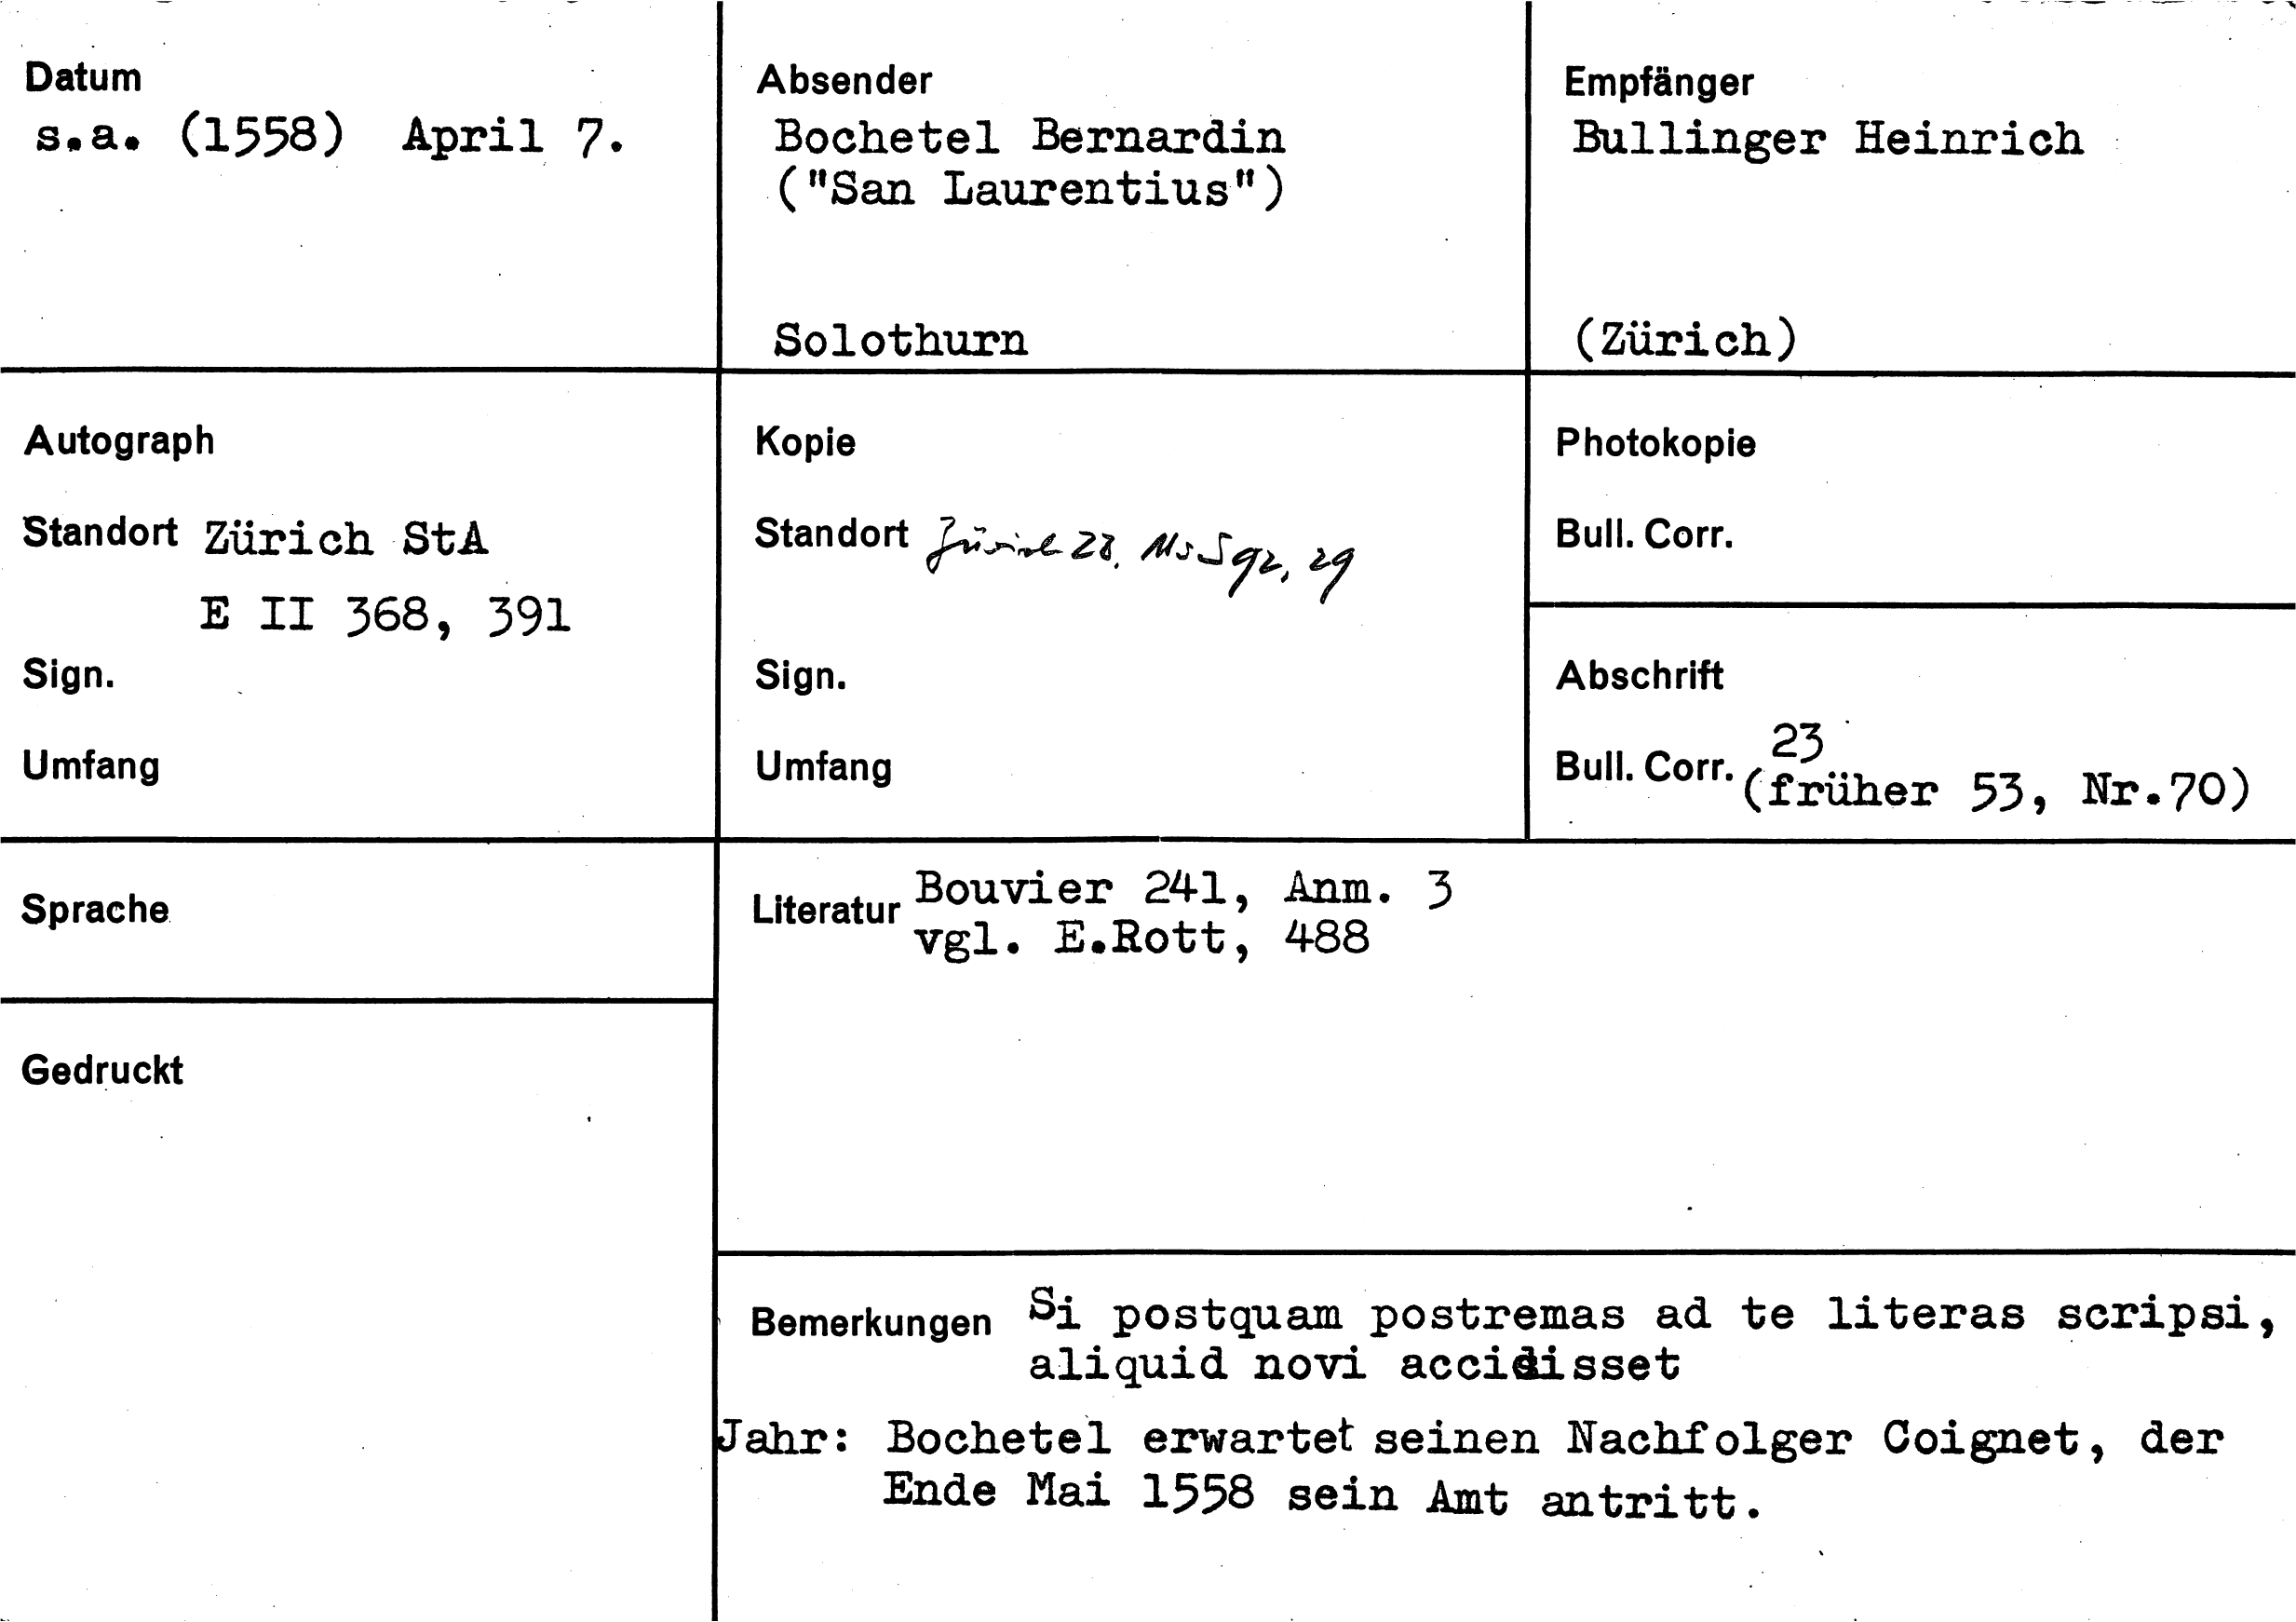 Datum
s.a. (1558) April 7.
Absender
Bochetel Bernardin
("San Laurentius")
Solothurn
Empfänger
Bullinger Heinrich
(Zürich)
Autograph
Standort Zürich StA
E II 368, 391
Sign.
Umfang
Kopie
Standort Zürich ZB, Ms S 92, 29
Sign.
Umfang
Photokopie
Bull. Corr.
Abschrift
23
Bull. Corr. (früher 53, Nr.70)
Sprache
Gedruckt
Literatur Bouvier 241, Anm. 3
vgl. E.Rott, 488
Bemerkungen Si postquam postremas ad te literas scripsi,
aliquid novi accidisset
Jahr: Bochetel erwartet seinen Nachfolger Coignet, der
Ende Mai 1558 sein Amt antritt.